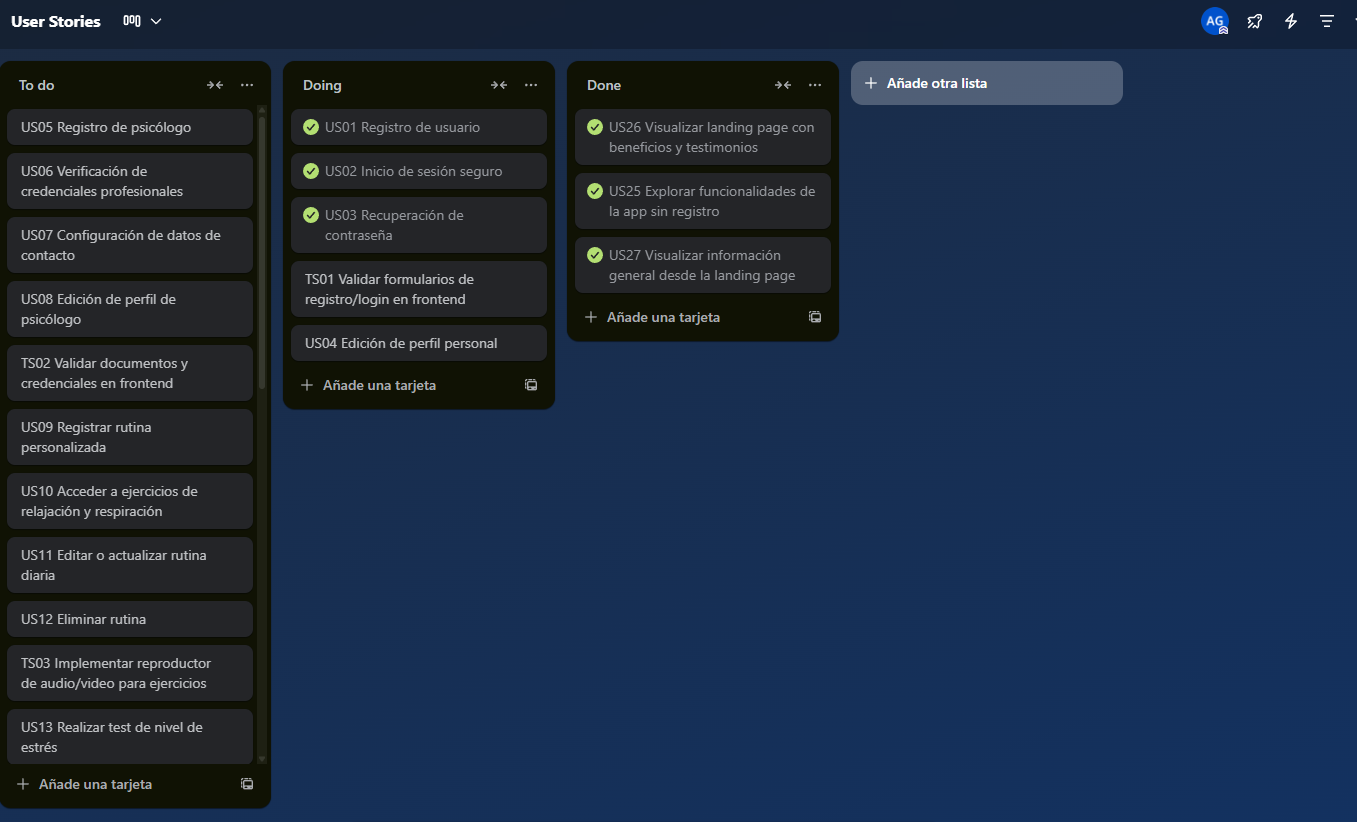 User Stories
AG
To do
US05 Registro de psicólogo
US06 Verificación de
credenciales profesionales
US07 Configuración de datos de
contacto
US08 Edición de perfil de
psicólogo
TS02 Validar documentos y
credenciales en frontend
US09 Registrar rutina
personalizada
US10 Acceder a ejercicios de
relajación y respiración
US11 Editar o actualizar rutina
diaria
US12 Eliminar rutina
TS03 Implementar reproductor
de audio/video para ejercicios
US13 Realizar test de nivel de
estrés
Añade una tarjeta
Doing
US01 Registro de usuario
US02 Inicio de sesión seguro
US03 Recuperación de
contraseña
TS01 Validar formularios de
registro/login en frontend
US04 Edición de perfil personal
Añade una tarjeta
Done
US26 Visualizar landing page con
beneficios y testimonios
US25 Explorar funcionalidades de
la app sin registro
US27 Visualizar información
general desde la landing page
Añade una tarjeta
Añade otra lista